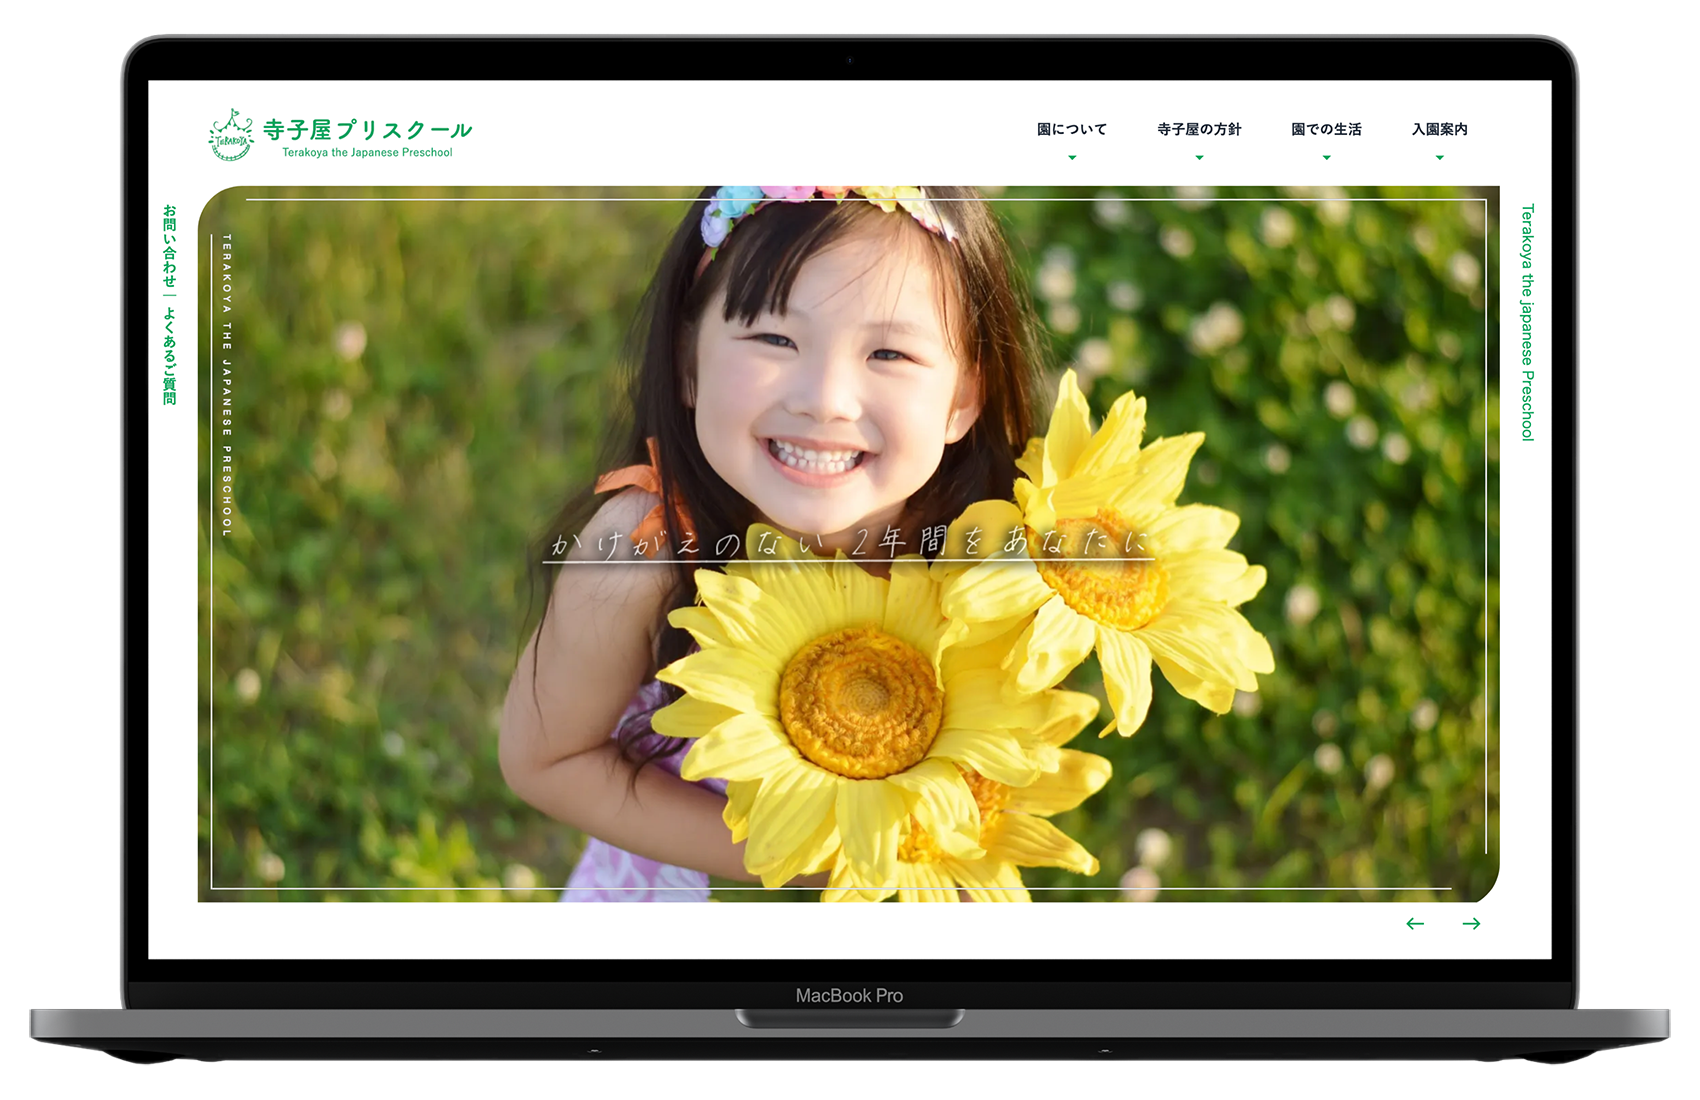 TERAKOYA
寺子屋プリスクール
Terakoya the Japanese Preschool
園について
寺子屋の方針
園での生活
入園案内
お問い合わせ | よくあるご質問
TERAKOYA THE JAPANESE PRESCHOOL
かけがえのない 2年間をあなたに
Terakoya the japanese Preschool
MacBook Pro